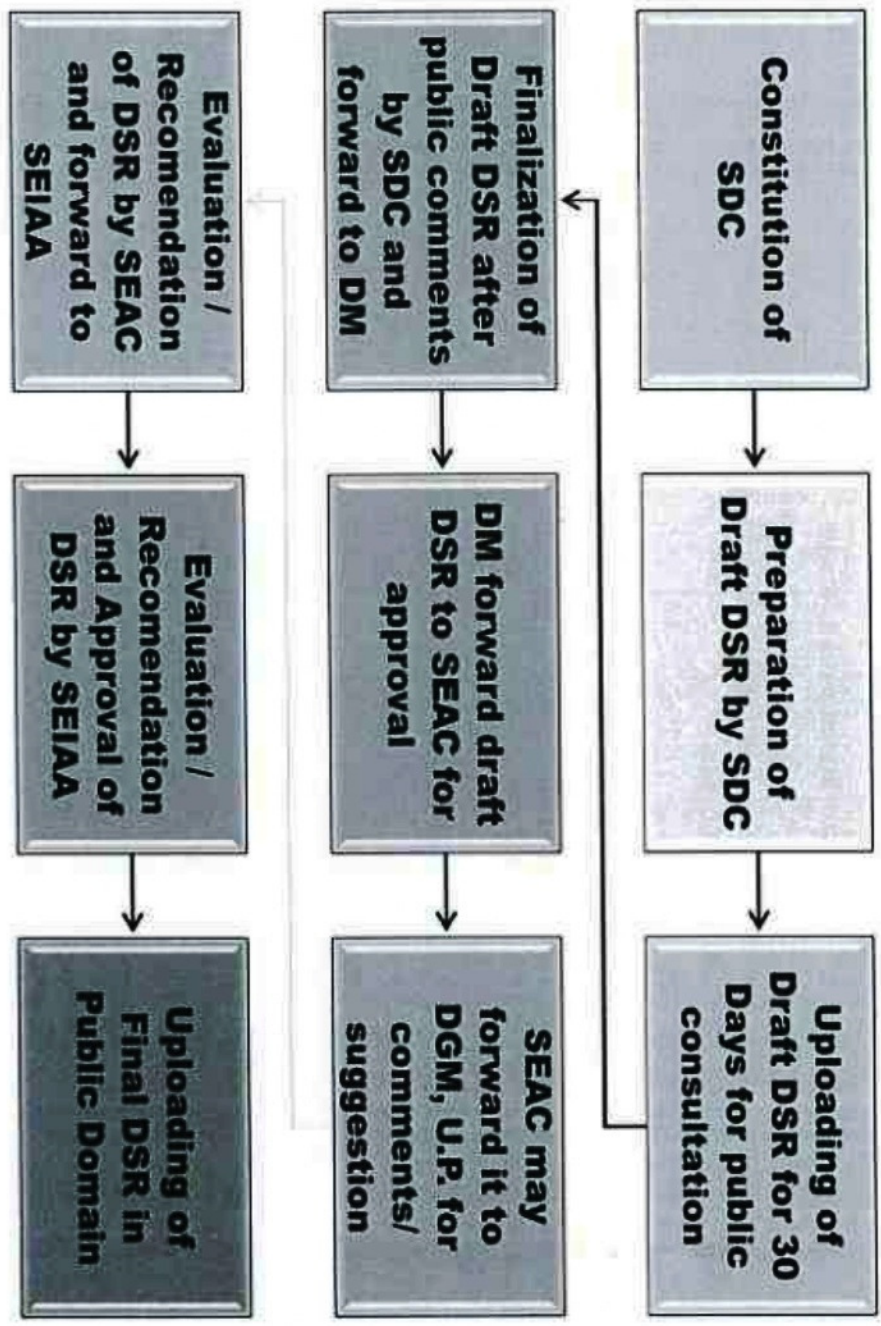 Constitution of
SDC
Preparation of
Draft DSR by SDC
Uploading of
Draft DSR for 30
Days for public
consultation
Finalization of
Draft DSR after
public comments
by SDC and
forward to DM
DM forward draft
DSR to SEAC for
approval
SEAC may
forward it to
DGM, U.P. for
comments/
suggestion
Evaluation /
Recomendation
of DSR by SEAC
and forward to
SEIAA
Evaluation /
Recomendation
and Approval of
DSR by SEIAA
Uploading of
Final DSR in
Public Domain